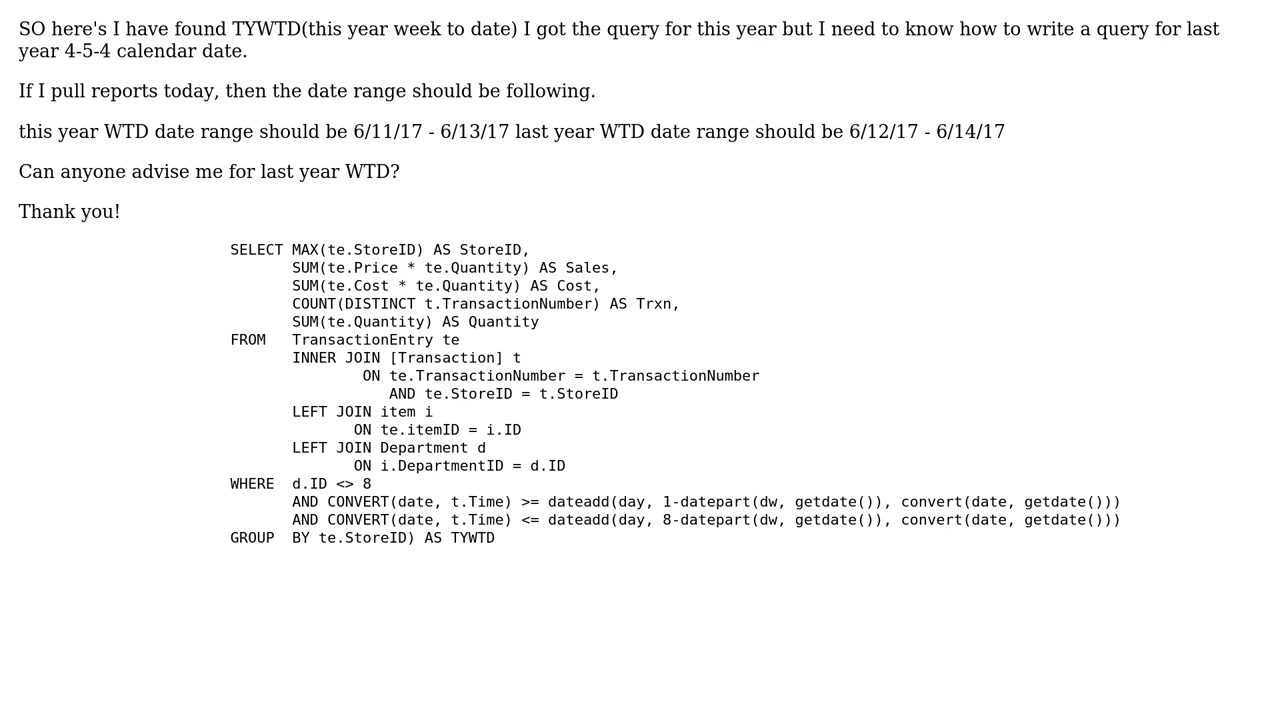 SO here's I have found TYWTD(this year week to date) I got the query for this year but I need to know how to write a query for last
year 4-5-4 calendar date.
If I pull reports today, then the date range should be following.
this year WTD date range should be 6/11/17 - 6/13/17 last year WTD date range should be 6/12/17 - 6/14/17
Can anyone advise me for last year WTD?
Thank you!
SELECT MAX(te.StoreID) AS StoreID,
SUM(te.Price * te.Quantity) AS Sales,
SUM(te.Cost * te.Quantity) AS Cost,
COUNT(DISTINCT t.TransactionNumber) AS Trxn,
SUM(te.Quantity) AS Quantity
FROM   TransactionEntry te
INNER JOIN [Transaction] t
ON te.TransactionNumber = t.TransactionNumber
AND te.StoreID = t.StoreID
LEFT JOIN item i
ON te.itemID = i.ID
LEFT JOIN Department d
ON i.DepartmentID = d.ID
WHERE  d.ID <> 8
AND CONVERT(date, t.Time) >= dateadd(day, 1-datepart(dw, getdate()), convert(date, getdate()))
AND CONVERT(date, t.Time) <= dateadd(day, 8-datepart(dw, getdate()), convert(date, getdate()))
GROUP  BY te.StoreID) AS TYWTD